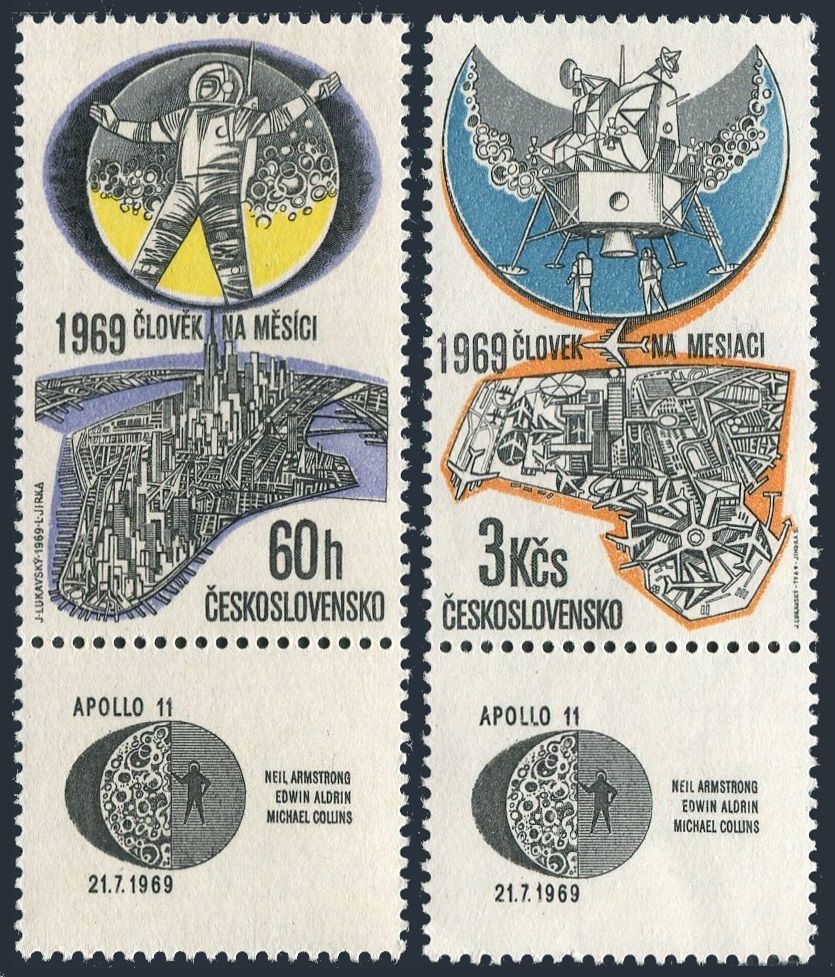 1969 ČLOVĚK NA MĚSÍCI
60h
ČESKOSLOVENSKO
J·LUKAVSKÝ·1969·L·JIRKA
APOLLO 11
NEIL ARMSTRONG
EDWIN ALDRIN
MICHAEL COLLINS
21.7.1969
1969 ČLOVEK NA MESIACI
3Kčs
ČESKOSLOVENSKO
APOLLO 11
NEIL ARMSTRONG
EDWIN ALDRIN
MICHAEL COLLINS
21.7.1969